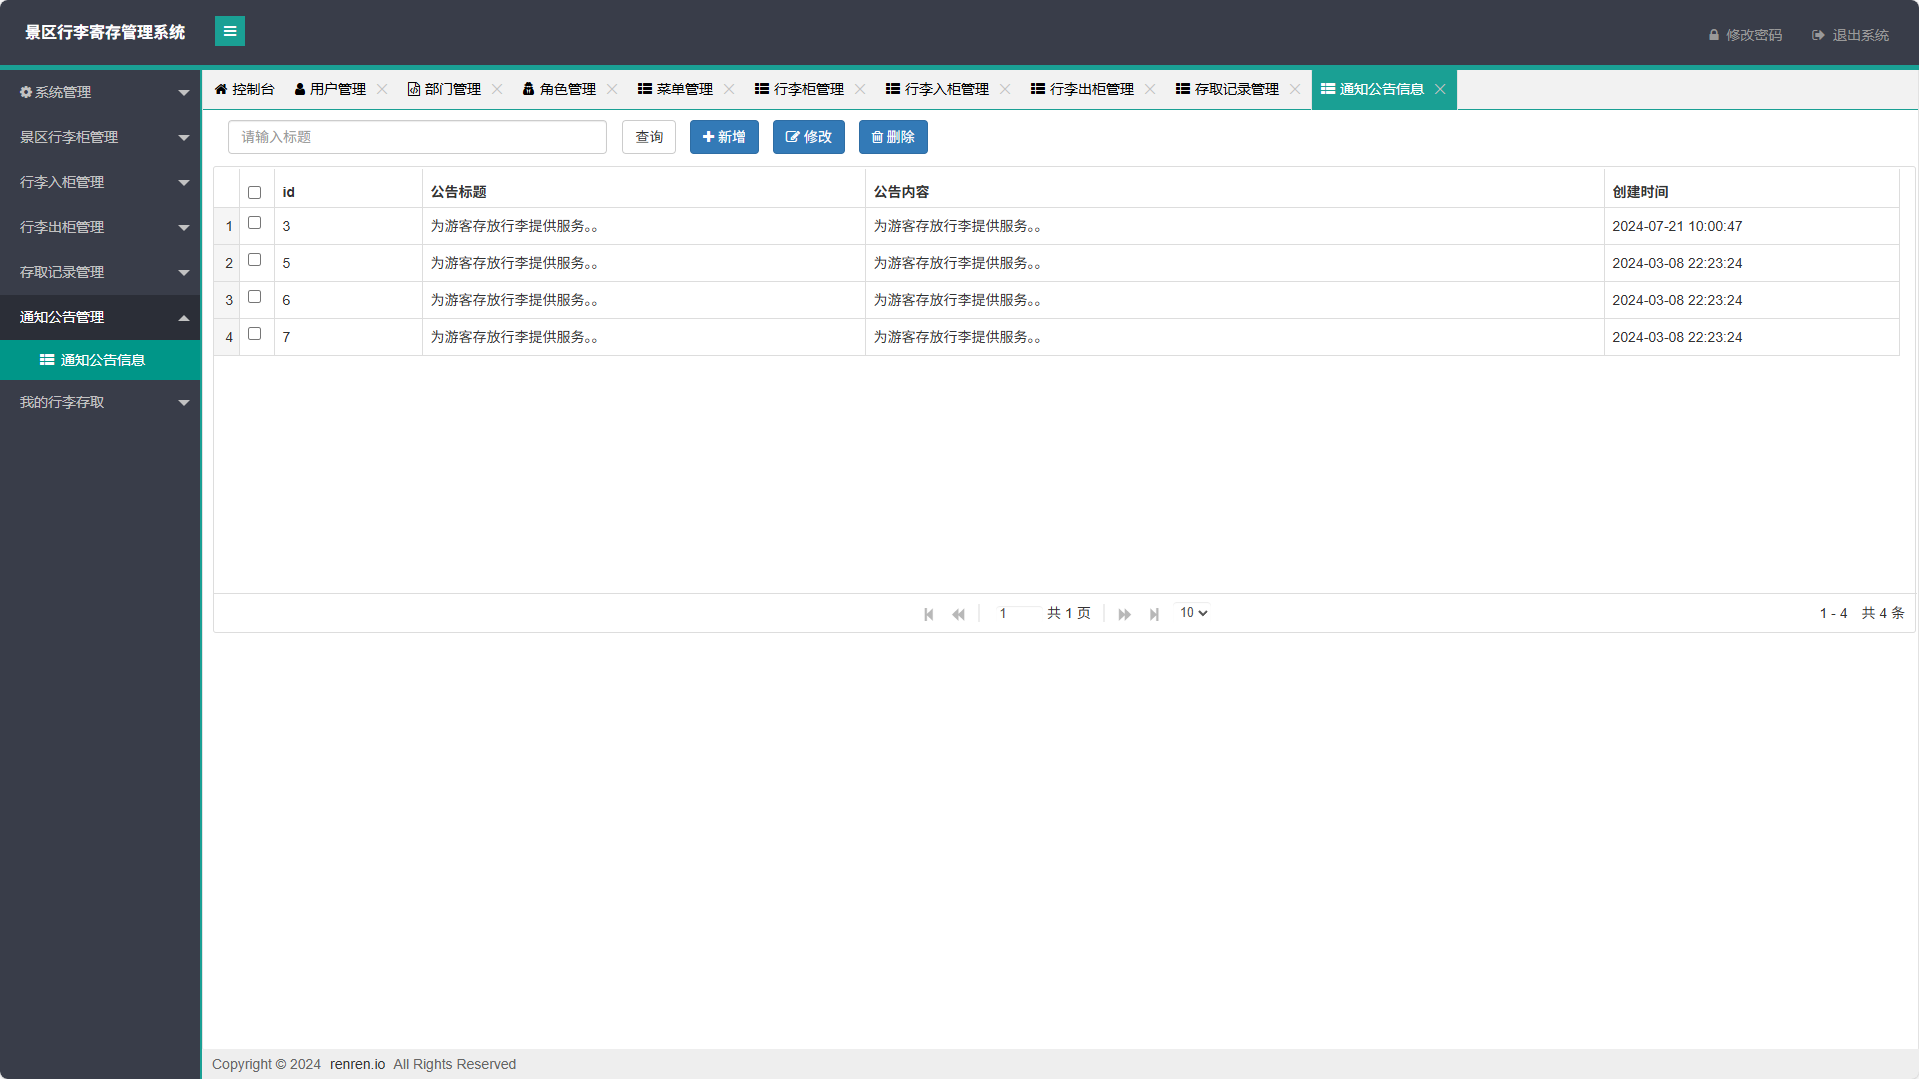 景区行李寄存管理系统
修改密码 退出系统
系统管理
景区行李柜管理
行李入柜管理
行李出柜管理
存取记录管理
通知公告管理
通知公告信息
我的行李存取
控制台 用户管理 部门管理 角色管理 菜单管理 行李柜管理 行李入柜管理 行李出柜管理 存取记录管理 通知公告信息
请输入标题 查询 新增 修改 删除
id 公告标题 公告内容 创建时间
1 3 为游客存放行李提供服务。。 为游客存放行李提供服务。。 2024-07-21 10:00:47
2 5 为游客存放行李提供服务。。 为游客存放行李提供服务。。 2024-03-08 22:23:24
3 6 为游客存放行李提供服务。。 为游客存放行李提供服务。。 2024-03-08 22:23:24
4 7 为游客存放行李提供服务。。 为游客存放行李提供服务。。 2024-03-08 22:23:24
1 共 1 页 10 1 - 4 共 4 条
Copyright © 2024 renren.io All Rights Reserved